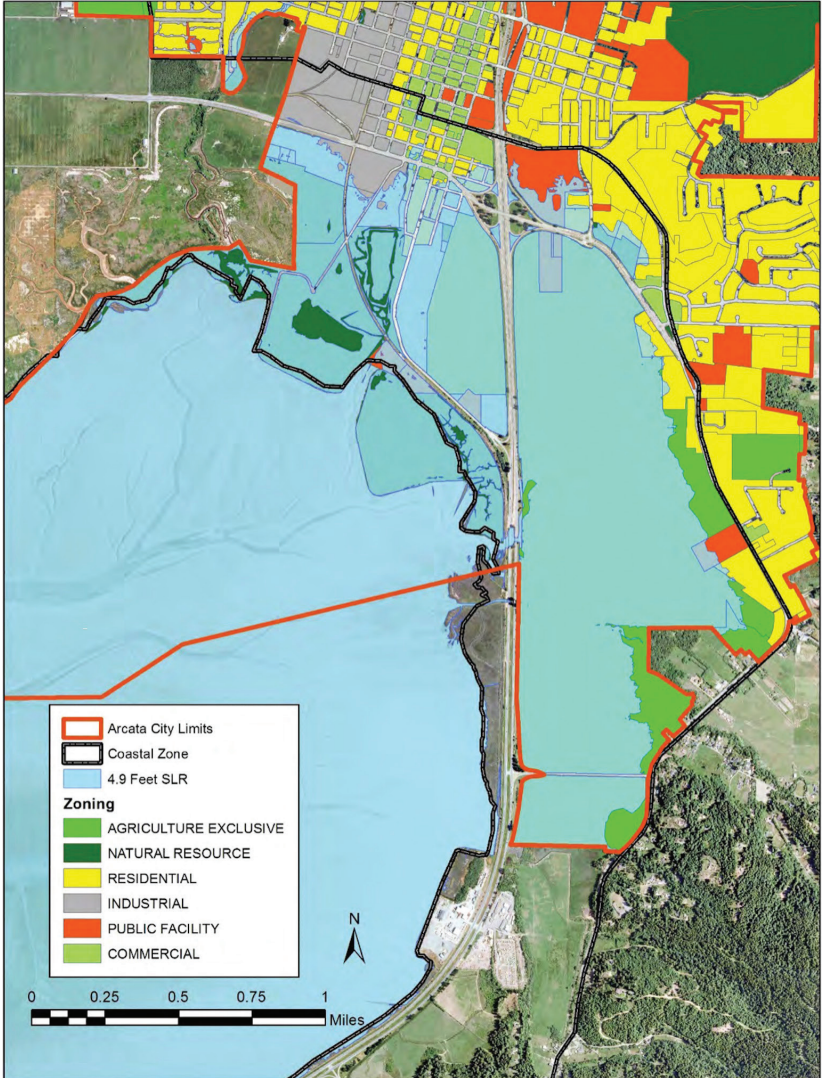 Arcata City Limits
Coastal Zone
4.9 Feet SLR
Zoning
AGRICULTURE EXCLUSIVE
NATURAL RESOURCE
RESIDENTIAL
INDUSTRIAL
PUBLIC FACILITY
COMMERCIAL
N
0 0.25 0.5 0.75 1
Miles